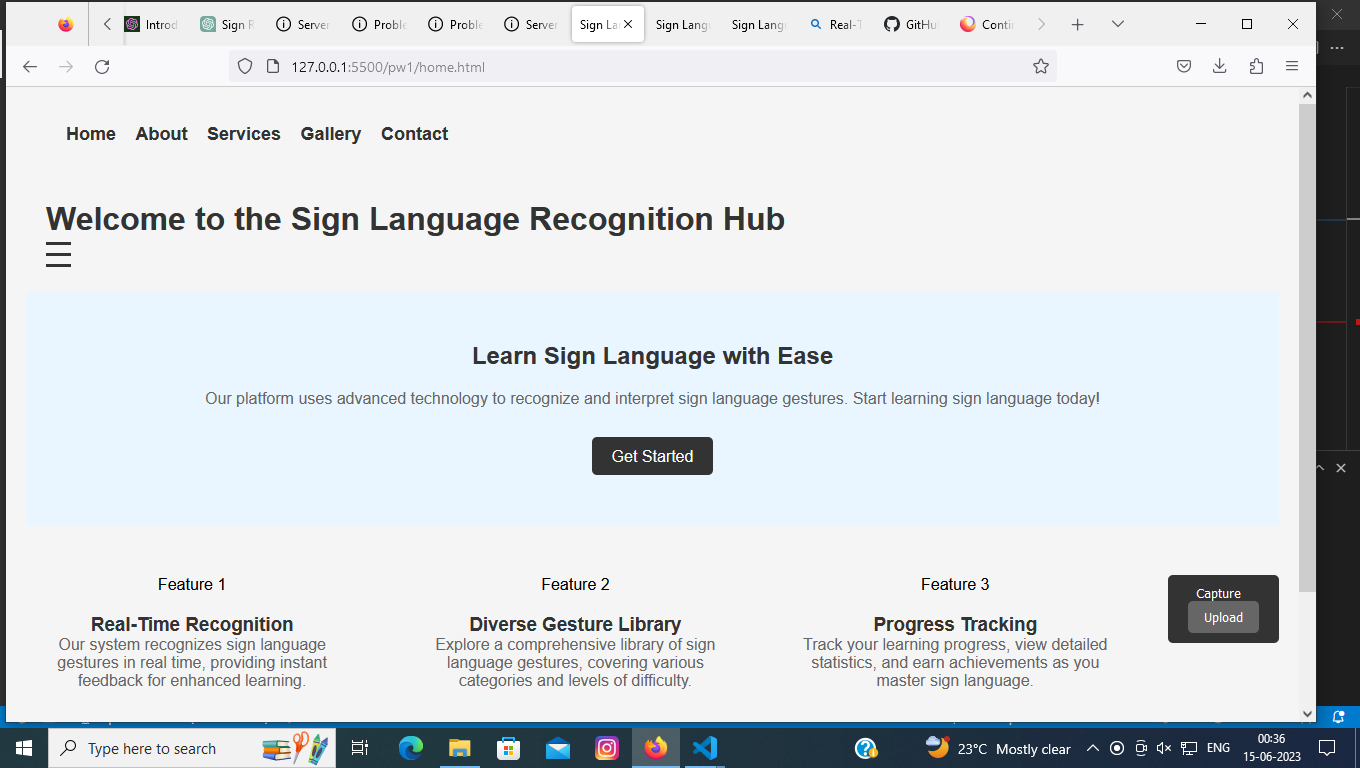 Introd
Sign R
Server
Proble
Proble
Server
Sign La
Sign Langu
Sign Langu
Real-T
GitHu
Contin
127.0.0.1:5500/pw1/home.html
Home About Services Gallery Contact
Welcome to the Sign Language Recognition Hub
Learn Sign Language with Ease
Our platform uses advanced technology to recognize and interpret sign language gestures. Start learning sign language today!
Get Started
Feature 1
Real-Time Recognition
Our system recognizes sign language
gestures in real time, providing instant
feedback for enhanced learning.
Feature 2
Diverse Gesture Library
Explore a comprehensive library of sign
language gestures, covering various
categories and levels of difficulty.
Feature 3
Progress Tracking
Track your learning progress, view detailed
statistics, and earn achievements as you
master sign language.
Capture
Upload
Type here to search
23°C Mostly clear
ENG
00:36
15-06-2023